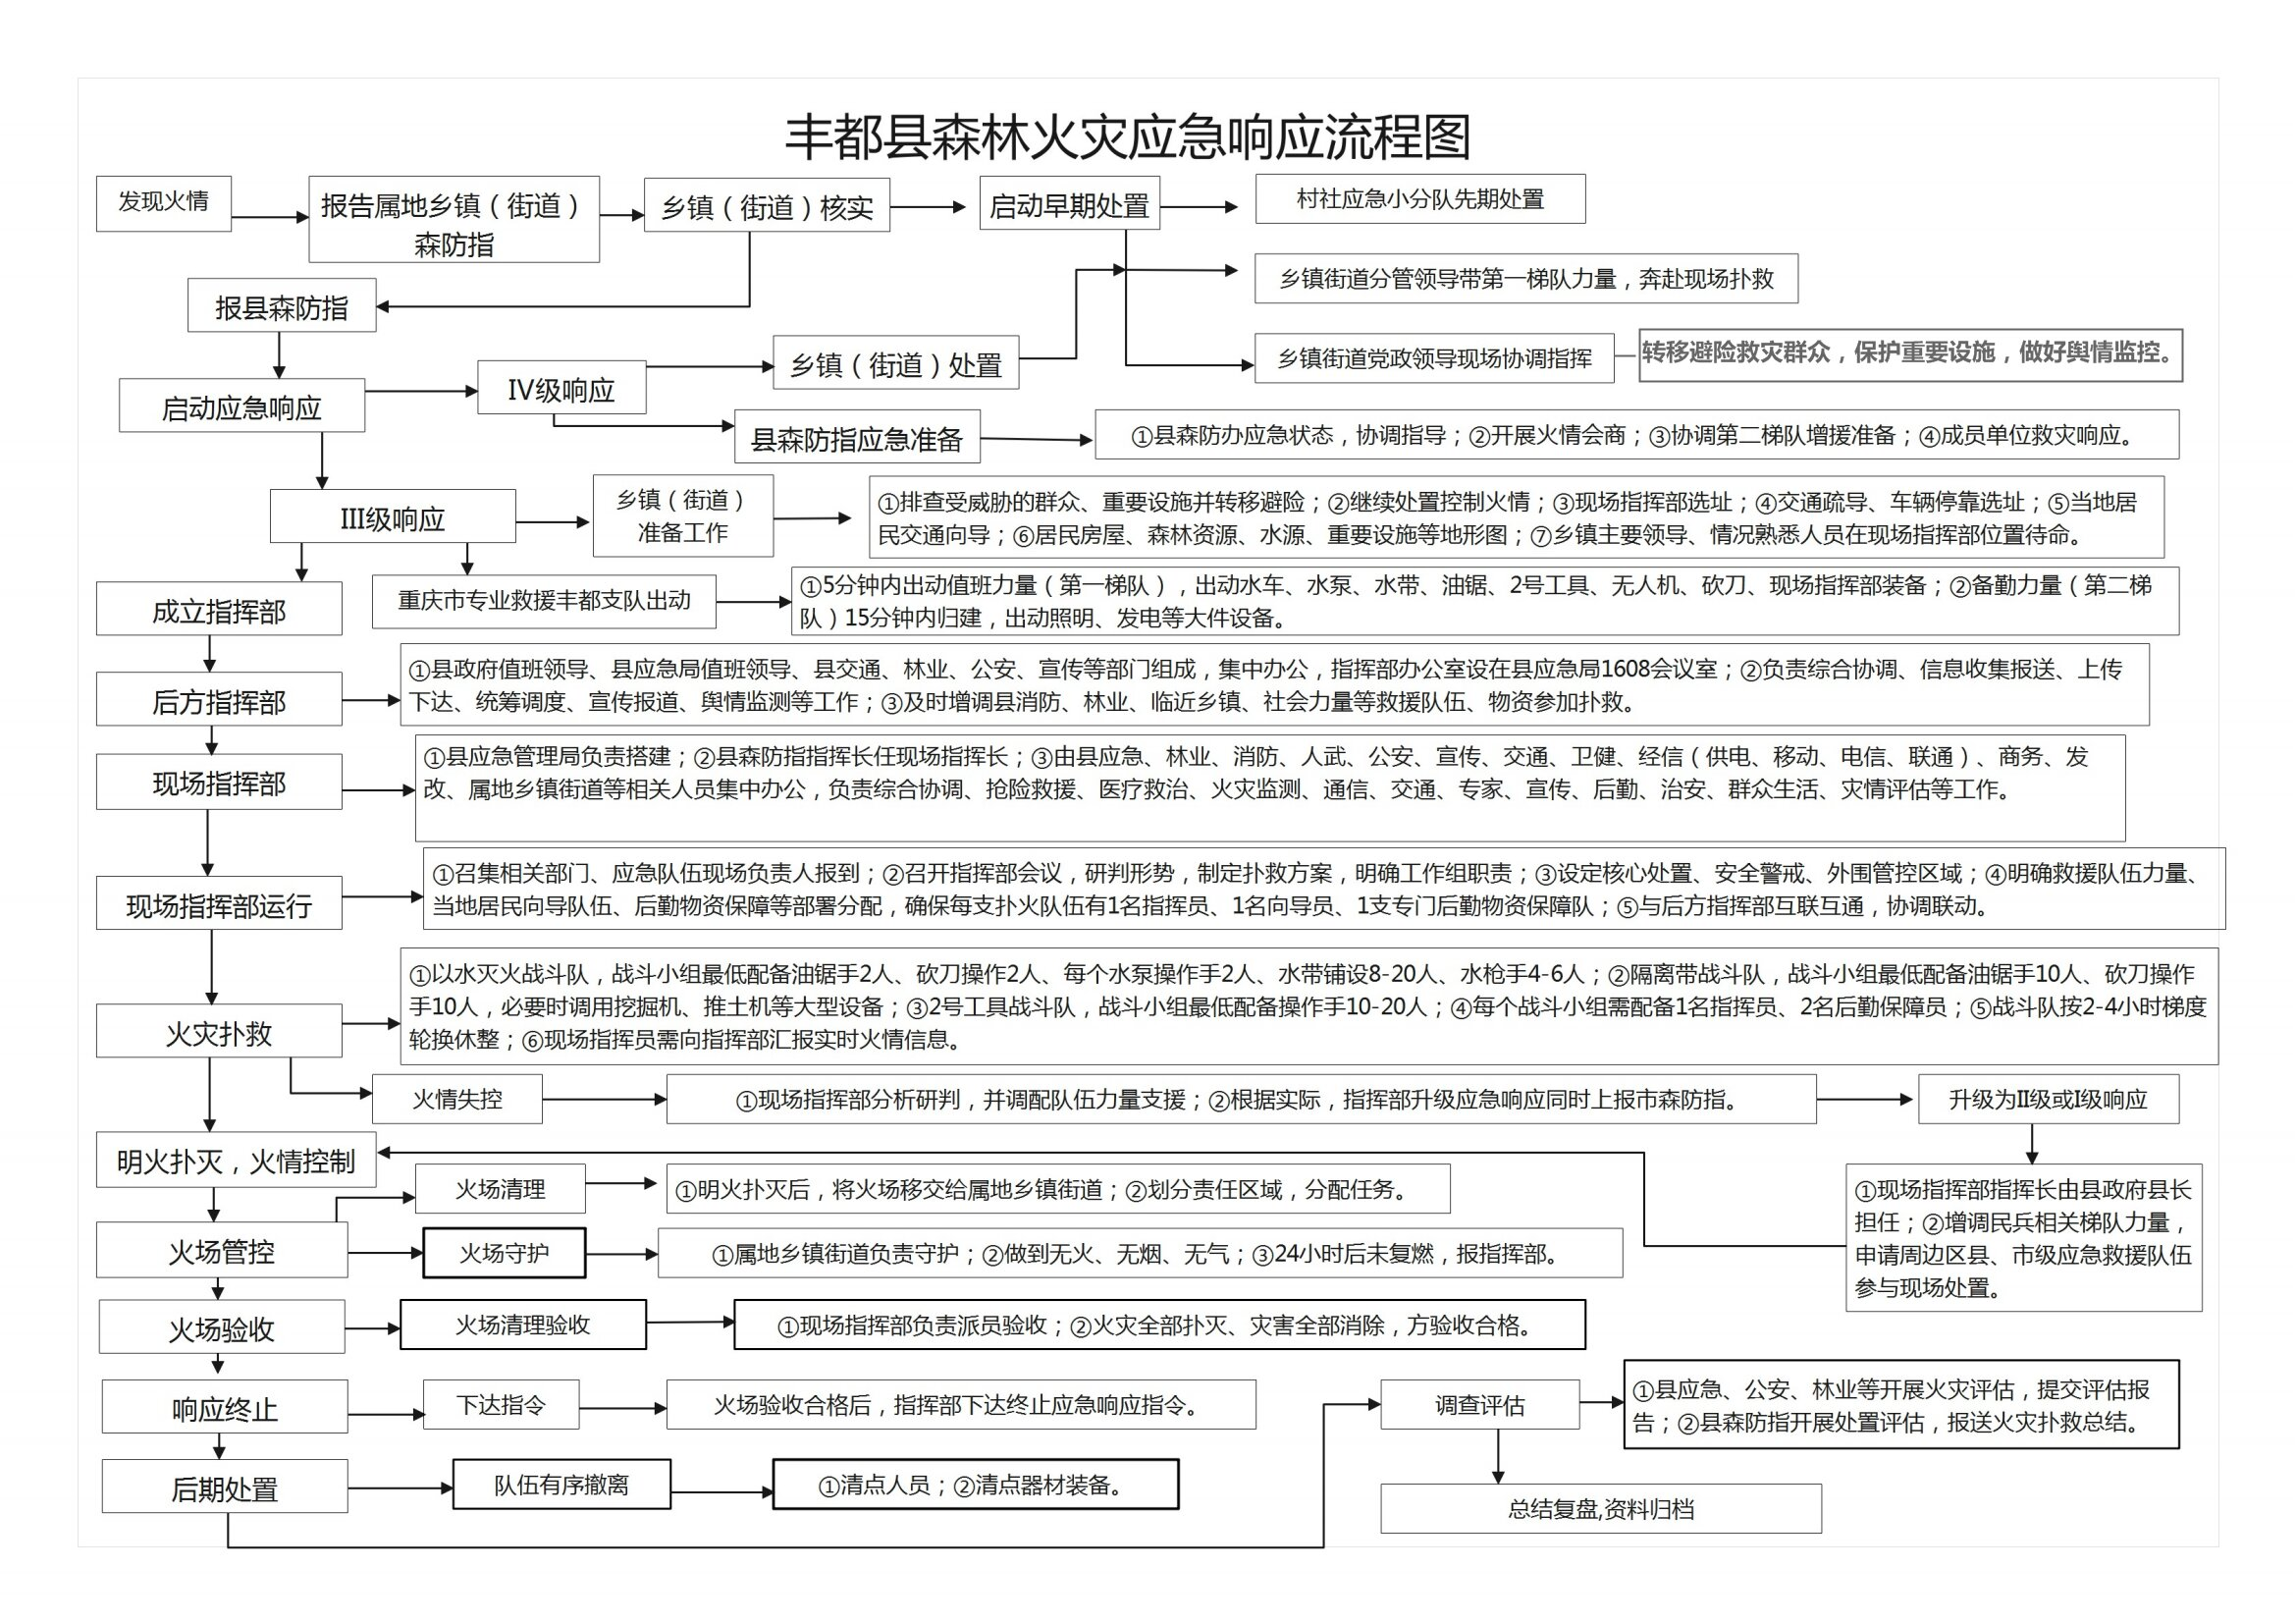 丰都县森林火灾应急响应流程图
发现火情
报告属地乡镇（街道）
森防指
乡镇（街道）核实
启动早期处置
村社应急小分队先期处置
乡镇街道分管领导带第一梯队力量，奔赴现场扑救
报县森防指
乡镇（街道）处置
乡镇街道党政领导现场协调指挥
转移避险救灾群众，保护重要设施，做好舆情监控。
启动应急响应
IV级响应
县森防指应急准备
①县森防办应急状态，协调指导；②开展火情会商；③协调第二梯队增援准备；④成员单位救灾响应。
III级响应
乡镇（街道）
准备工作
①排查受威胁的群众、重要设施并转移避险；②继续处置控制火情；③现场指挥部选址；④交通疏导、车辆停靠选址；⑤当地居
民交通向导；⑥居民房屋、森林资源、水源、重要设施等地形图；⑦乡镇主要领导、情况熟悉人员在现场指挥部位置待命。
成立指挥部
重庆市专业救援丰都支队出动
①5分钟内出动值班力量（第一梯队），出动水车、水泵、水带、油锯、2号工具、无人机、砍刀、现场指挥部装备；②备勤力量（第二梯
队）15分钟内归建，出动照明、发电等大件设备。
后方指挥部
①县政府值班领导、县应急局值班领导、县交通、林业、公安、宣传等部门组成，集中办公，指挥部办公室设在县应急局1608会议室；②负责综合协调、信息收集报送、上传
下达、统筹调度、宣传报道、舆情监测等工作；③及时增调县消防、林业、临近乡镇、社会力量等救援队伍、物资参加扑救。
现场指挥部
①县应急管理局负责搭建；②县森防指指挥长任现场指挥长；③由县应急、林业、消防、人武、公安、宣传、交通、卫健、经信（供电、移动、电信、联通）、商务、发
改、属地乡镇街道等相关人员集中办公，负责综合协调、抢险救援、医疗救治、火灾监测、通信、交通、专家、宣传、后勤、治安、群众生活、灾情评估等工作。
现场指挥部运行
①召集相关部门、应急队伍现场负责人报到；②召开指挥部会议，研判形势，制定扑救方案，明确工作组职责；③设定核心处置、安全警戒、外围管控区域；④明确救援队伍力量、
当地居民向导队伍、后勤物资保障等部署分配，确保每支扑火队伍有1名指挥员、1名向导员、1支专门后勤物资保障队；⑤与后方指挥部互联互通，协调联动。
火灾扑救
①以水灭火战斗队，战斗小组最低配备油锯手2人、砍刀操作2人、每个水泵操作手2人、水带铺设8-20人、水枪手4-6人；②隔离带战斗队，战斗小组最低配备油锯手10人、砍刀操作
手10人，必要时调用挖掘机、推土机等大型设备；③2号工具战斗队，战斗小组最低配备操作手10-20人；④每个战斗小组需配备1名指挥员、2名后勤保障员；⑤战斗队按2-4小时梯度
轮换休整；⑥现场指挥员需向指挥部汇报实时火情信息。
火情失控
①现场指挥部分析研判，并调配队伍力量支援；②根据实际，指挥部升级应急响应同时上报市森防指。
升级为II级或I级响应
明火扑灭，火情控制
①现场指挥部指挥长由县政府县长
担任；②增调民兵相关梯队力量，
申请周边区县、市级应急救援队伍
参与现场处置。
火场清理
①明火扑灭后，将火场移交给属地乡镇街道；②划分责任区域，分配任务。
火场管控
火场守护
①属地乡镇街道负责守护；②做到无火、无烟、无气；③24小时后未复燃，报指挥部。
火场验收
火场清理验收
①现场指挥部负责派员验收；②火灾全部扑灭、灾害全部消除，方验收合格。
响应终止
下达指令
火场验收合格后，指挥部下达终止应急响应指令。
调查评估
①县应急、公安、林业等开展火灾评估，提交评估报
告；②县森防指开展处置评估，报送火灾扑救总结。
后期处置
队伍有序撤离
①清点人员；②清点器材装备。
总结复盘,资料归档